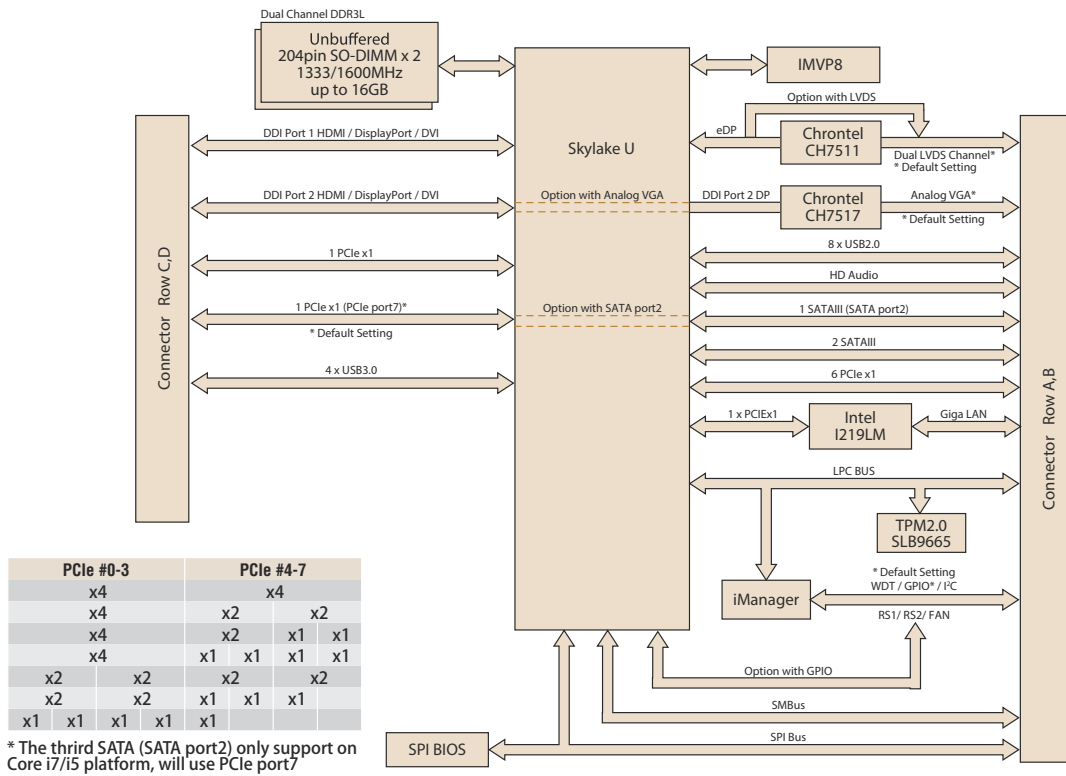 Dual Channel DDR3L
Unbuffered
204pin SO-DIMM x 2
1333/1600MHz
up to 16GB
IMVP8
Option with LVDS
eDP
Chrontel
CH7511
Dual LVDS Channel*
* Default Setting
Skylake U
DDI Port 1 HDMI / DisplayPort / DVI
DDI Port 2 HDMI / DisplayPort / DVI
Option with Analog VGA
DDI Port 2 DP
Chrontel
CH7517
Analog VGA*
* Default Setting
1 PCIe x1
8 x USB2.0
HD Audio
1 PCIe x1 (PCIe port7)*
* Default Setting
Option with SATA port2
1 SATAIII (SATA port2)
2 SATAIII
4 x USB3.0
6 PCIe x1
Connector Row C,D
Connector Row A,B
1 x PCIEx1
Intel
I219LM
Giga LAN
LPC BUS
TPM2.0
SLB9665
* Default Setting
WDT / GPIO* / I²C
iManager
RS1/ RS2/ FAN
Option with GPIO
SMBus
SPI Bus
SPI BIOS
PCIe #0-3 PCIe #4-7
x4 x4
x4 x2 x2
x4 x2 x1 x1
x4 x1 x1 x1 x1
x2 x2 x2 x2
x2 x2 x1 x1 x1
x1 x1 x1 x1 x1
* The thrird SATA (SATA port2) only support on
Core i7/i5 platform, will use PCIe port7